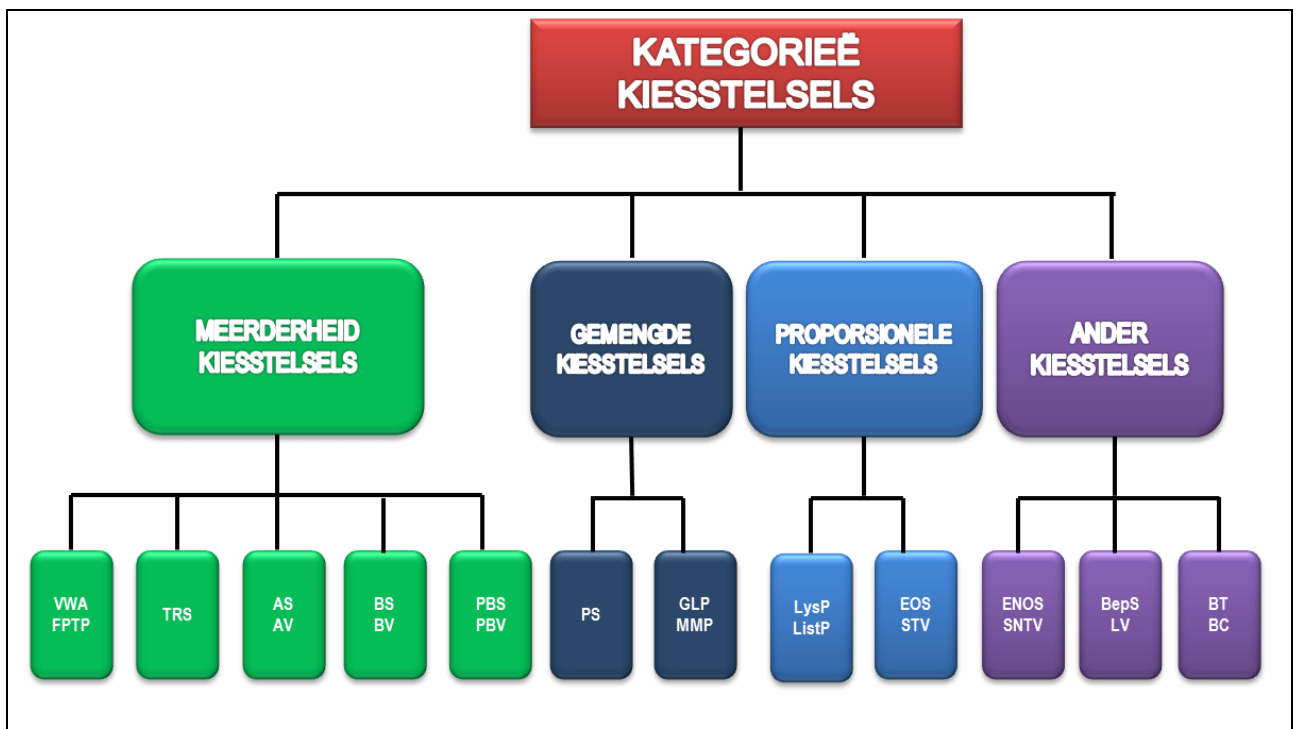 KATEGORIEË
KIESSTELSELS
MEERDERHEID
KIESSTELSELS
GEMENGDE
KIESSTELSELS
PROPORSIONELE
KIESSTELSELS
ANDER
KIESSTELSELS
VWA
FPTP
TRS
AS
AV
BS
BV
PBS
PBV
PS
GLP
MMP
LysP
ListP
EOS
STV
ENOS
SNTV
BepS
LV
BT
BC